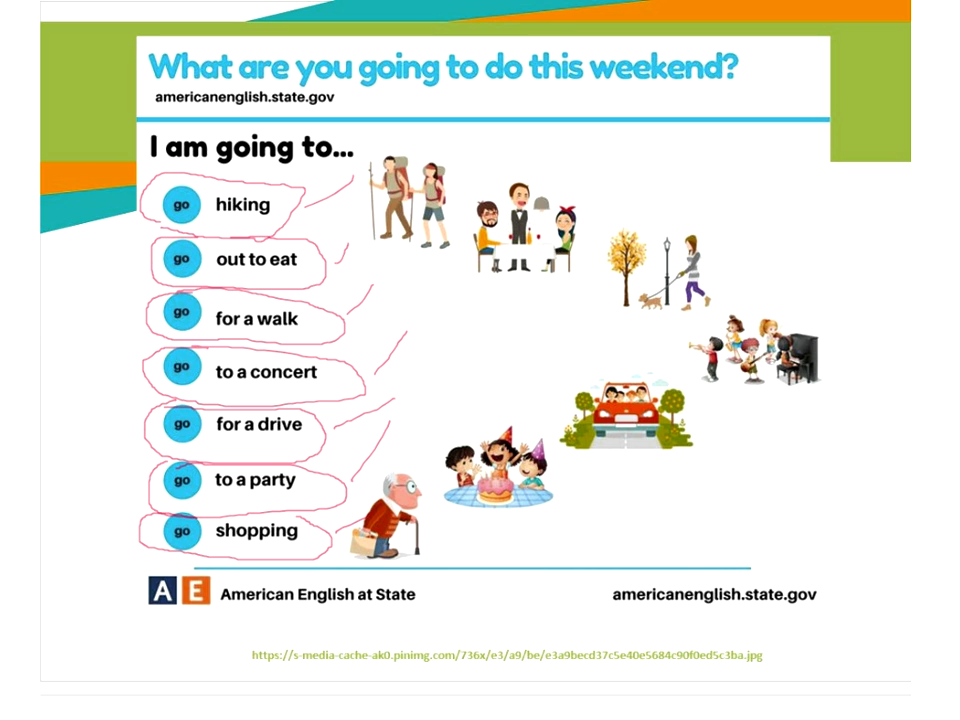 What are you going to do this weekend?
americanenglish.state.gov
I am going to...
go hiking
go out to eat
go for a walk
go to a concert
go for a drive
go to a party
go shopping
A E American English at State americanenglish.state.gov
https://s-media-cache-ak0.pinimg.com/736x/e3/a9/be/e3a9becd37c5e40e5684c90f0ed5c3ba.jpg